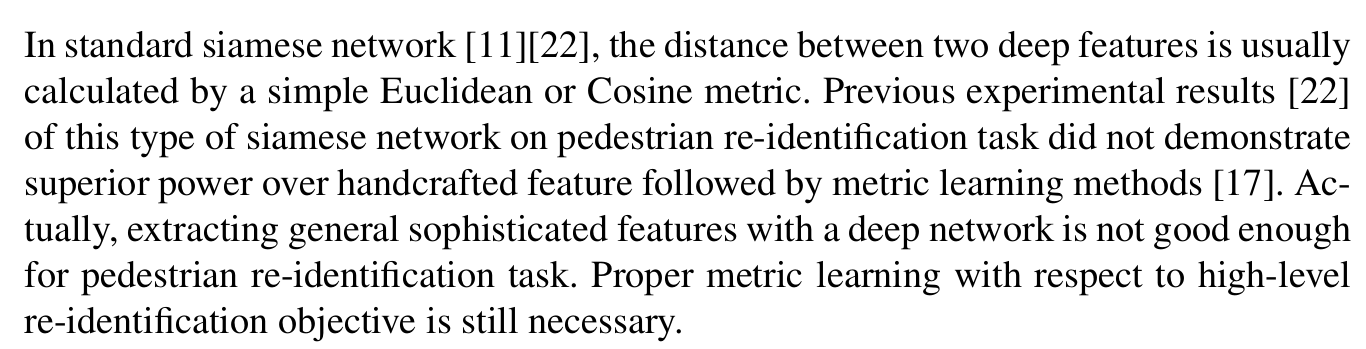 In standard siamese network [11][22], the distance between two deep features is usually
calculated by a simple Euclidean or Cosine metric. Previous experimental results [22]
of this type of siamese network on pedestrian re-identification task did not demonstrate
superior power over handcrafted feature followed by metric learning methods [17]. Ac-
tually, extracting general sophisticated features with a deep network is not good enough
for pedestrian re-identification task. Proper metric learning with respect to high-level
re-identification objective is still necessary.